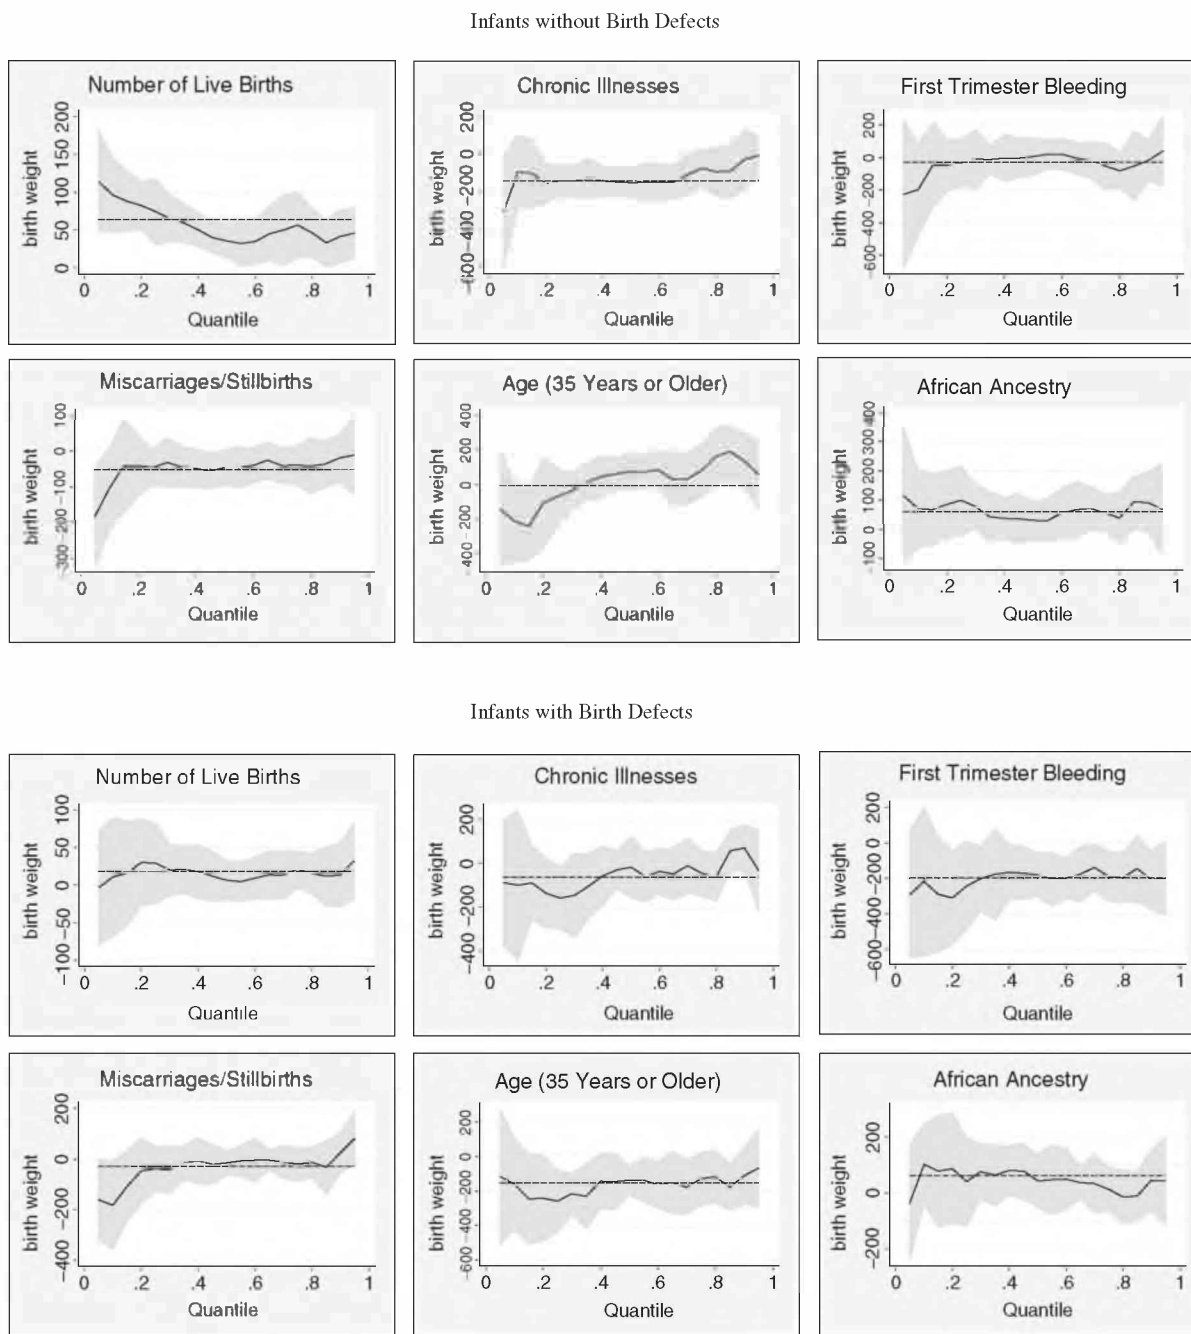 Infants without Birth Defects
Number of Live Births
birth weight
0 50 100 150 200
0 .2 .4 .6 .8 1
Quantile
Chronic Illnesses
birth weight
-600 -400 -200 0 200
0 .2 .4 .6 .8 1
Quantile
First Trimester Bleeding
birth weight
-600 -400 -200 0 200
0 .2 .4 .6 .8 1
Quantile
Miscarriages/Stillbirths
birth weight
-300 -200 -100 0 100
0 .2 .4 .6 .8 1
Quantile
Age (35 Years or Older)
birth weight
400 200 0 200 400
0 .2 .4 .6 .8 1
Quantile
African Ancestry
birth weight
-100 0 100 200 300 400
0 .2 .4 .6 .8 1
Quantile
Infants with Birth Defects
Number of Live Births
birth weight
-100 -50 0 50 100
0 .2 .4 .6 .8 1
Quantile
Chronic Illnesses
birth weight
-400 -200 0 200
0 .2 .4 .6 .8 1
Quantile
First Trimester Bleeding
birth weight
-600 -400 -200 0 200
0 .2 .4 .6 .8 1
Quantile
Miscarriages/Stillbirths
birth weight
-400 -200 0 200
0 .2 .4 .6 .8 1
Quantile
Age (35 Years or Older)
birth weight
-600 -400 -200 0 200
0 .2 .4 .6 .8 1
Quantile
African Ancestry
birth weight
-200 0 200
0 .2 .4 .6 .8 1
Quantile